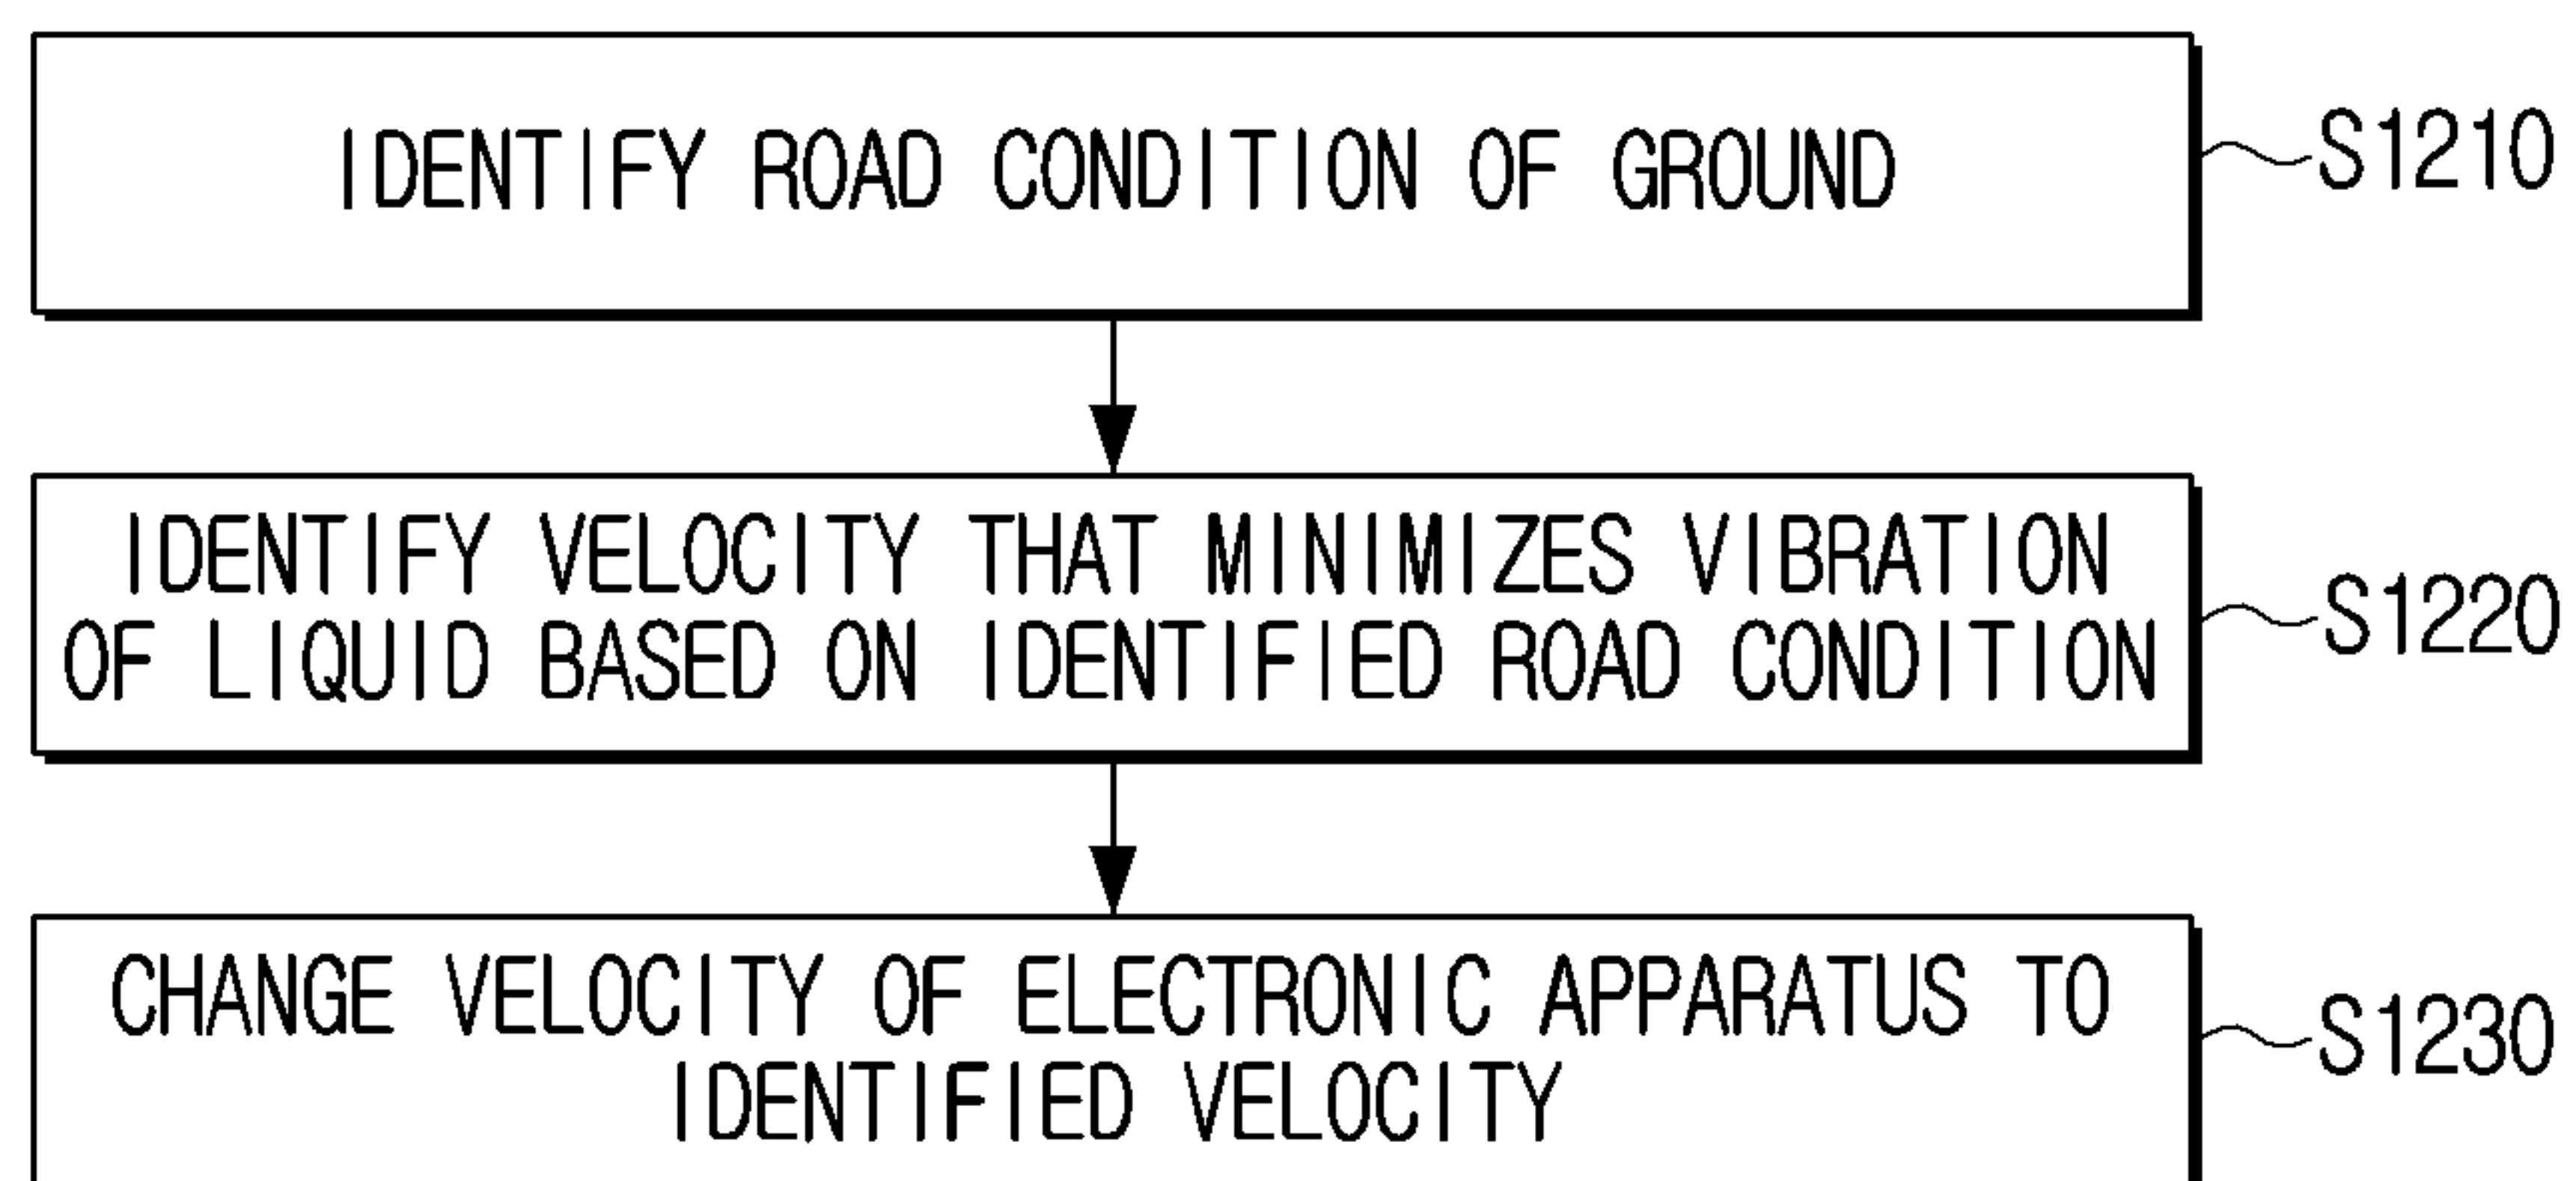 IDENTIFY ROAD CONDITION OF GROUND
S1210
IDENTIFY VELOCITY THAT MINIMIZES VIBRATION
OF LIQUID BASED ON IDENTIFIED ROAD CONDITION
S1220
CHANGE VELOCITY OF ELECTRONIC APPARATUS TO
IDENTIFIED VELOCITY
S1230